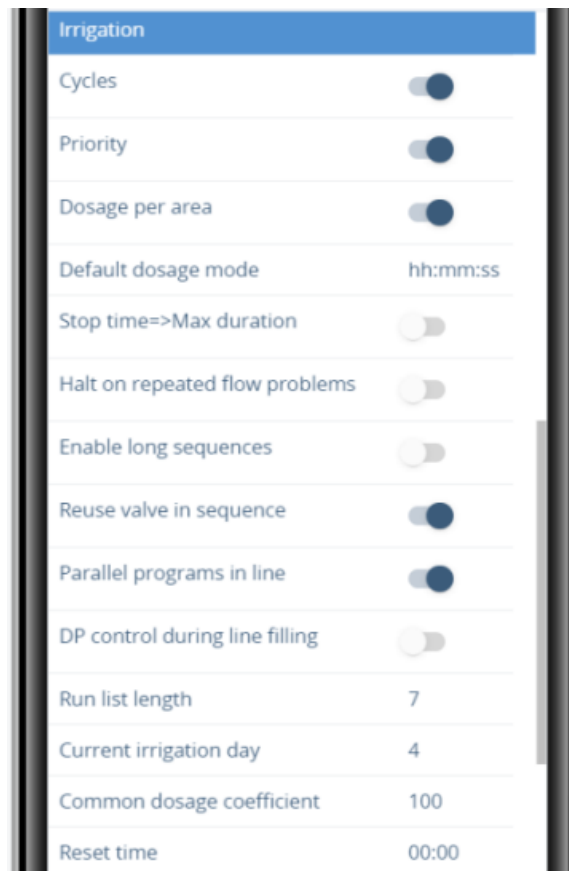 Irrigation
Cycles
Priority
Dosage per area
Default dosage mode hh:mm:ss
Stop time=>Max duration
Halt on repeated flow problems
Enable long sequences
Reuse valve in sequence
Parallel programs in line
DP control during line filling
Run list length 7
Current irrigation day 4
Common dosage coefficient 100
Reset time 00:00